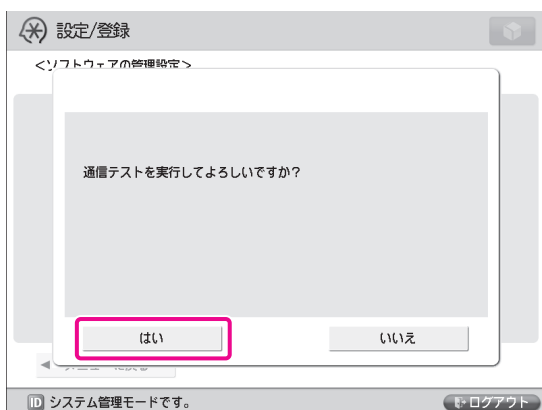 設定/登録
<ソフトウェアの管理設定>
通信テストを実行してよろしいですか?
はい
いいえ
ID システム管理モードです。
ログアウト